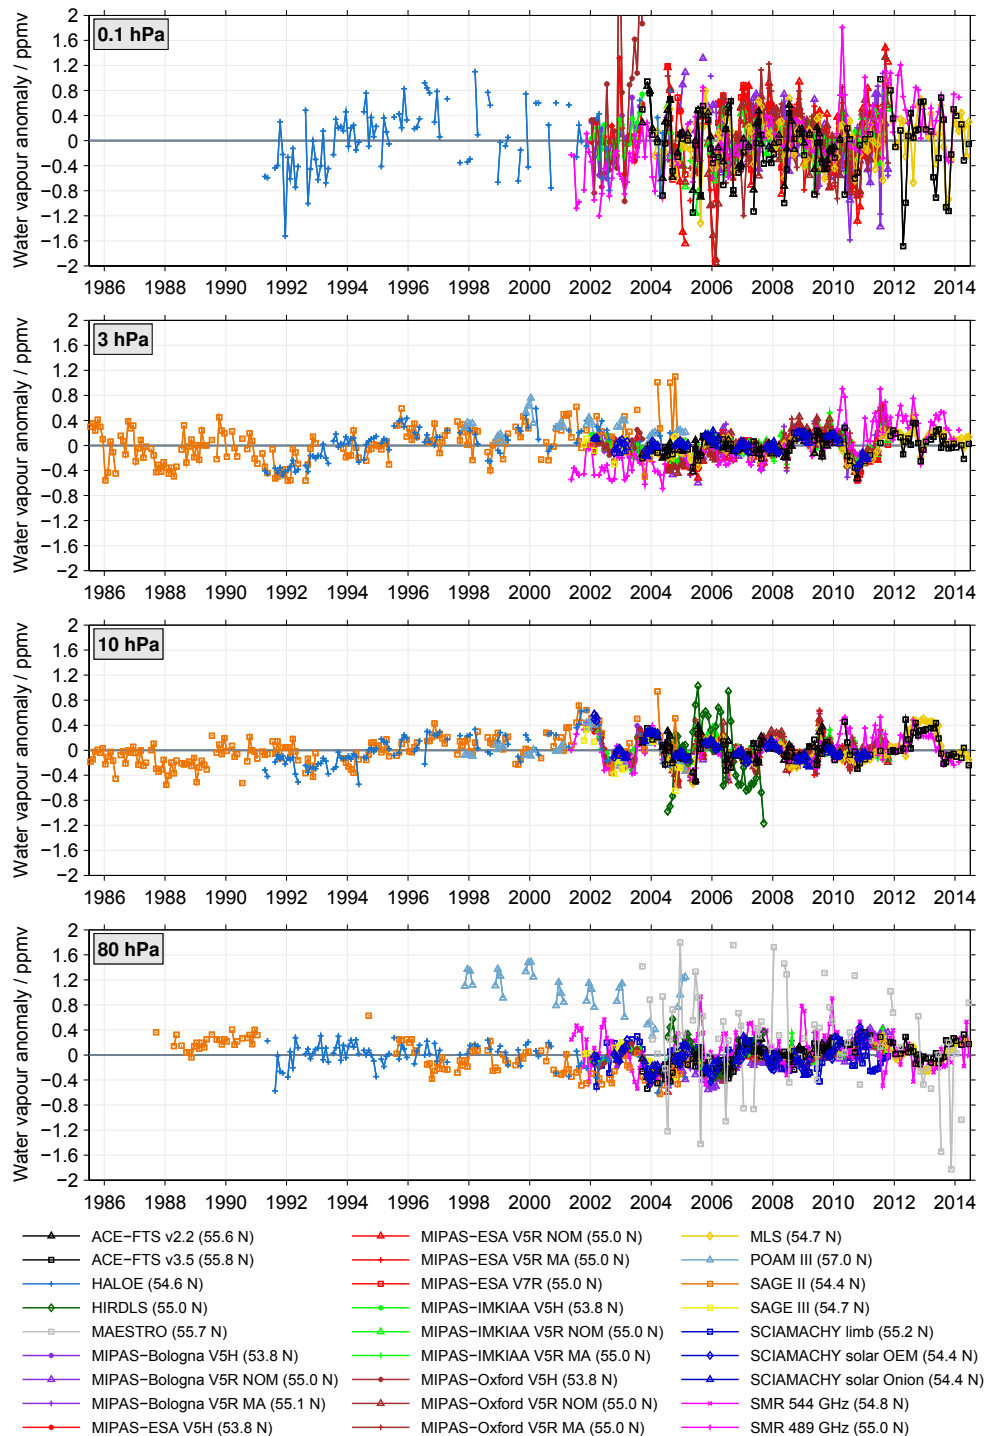 Water vapour anomaly / ppmv
0.1 hPa
2
1.6
1.2
0.8
0.4
0
−0.4
−0.8
−1.2
−1.6
−2
1986 1988 1990 1992 1994 1996 1998 2000 2002 2004 2006 2008 2010 2012 2014
Water vapour anomaly / ppmv
3 hPa
2
1.6
1.2
0.8
0.4
0
−0.4
−0.8
−1.2
−1.6
−2
1986 1988 1990 1992 1994 1996 1998 2000 2002 2004 2006 2008 2010 2012 2014
Water vapour anomaly / ppmv
10 hPa
2
1.6
1.2
0.8
0.4
0
−0.4
−0.8
−1.2
−1.6
−2
1986 1988 1990 1992 1994 1996 1998 2000 2002 2004 2006 2008 2010 2012 2014
Water vapour anomaly / ppmv
80 hPa
2
1.6
1.2
0.8
0.4
0
−0.4
−0.8
−1.2
−1.6
−2
1986 1988 1990 1992 1994 1996 1998 2000 2002 2004 2006 2008 2010 2012 2014
ACE−FTS v2.2 (55.6 N)
ACE−FTS v3.5 (55.8 N)
HALOE (54.6 N)
HIRDLS (55.0 N)
MAESTRO (55.7 N)
MIPAS−Bologna V5H (53.8 N)
MIPAS−Bologna V5R NOM (55.0 N)
MIPAS−Bologna V5R MA (55.1 N)
MIPAS−ESA V5H (53.8 N)
MIPAS−ESA V5R NOM (55.0 N)
MIPAS−ESA V5R MA (55.0 N)
MIPAS−ESA V7R (55.0 N)
MIPAS−IMKIAA V5H (53.8 N)
MIPAS−IMKIAA V5R NOM (55.0 N)
MIPAS−IMKIAA V5R MA (55.0 N)
MIPAS−Oxford V5H (53.8 N)
MIPAS−Oxford V5R NOM (55.0 N)
MIPAS−Oxford V5R MA (55.0 N)
MLS (54.7 N)
POAM III (57.0 N)
SAGE II (54.4 N)
SAGE III (54.7 N)
SCIAMACHY limb (55.2 N)
SCIAMACHY solar OEM (54.4 N)
SCIAMACHY solar Onion (54.4 N)
SMR 544 GHz (54.8 N)
SMR 489 GHz (55.0 N)